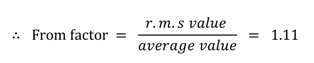 ∴ From factor = r.m.s value / average value = 1.11